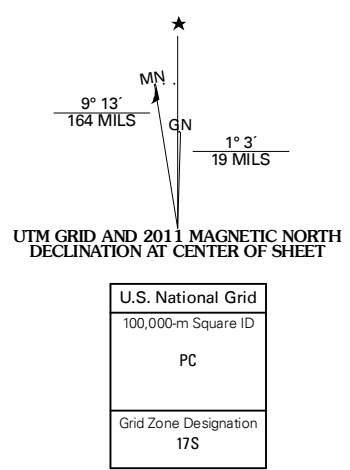 MN
GN
9° 13´
164 MILS
1° 3´
19 MILS
UTM GRID AND 2011 MAGNETIC NORTH
DECLINATION AT CENTER OF SHEET
U.S. National Grid
100,000-m Square ID
PC
Grid Zone Designation
17S